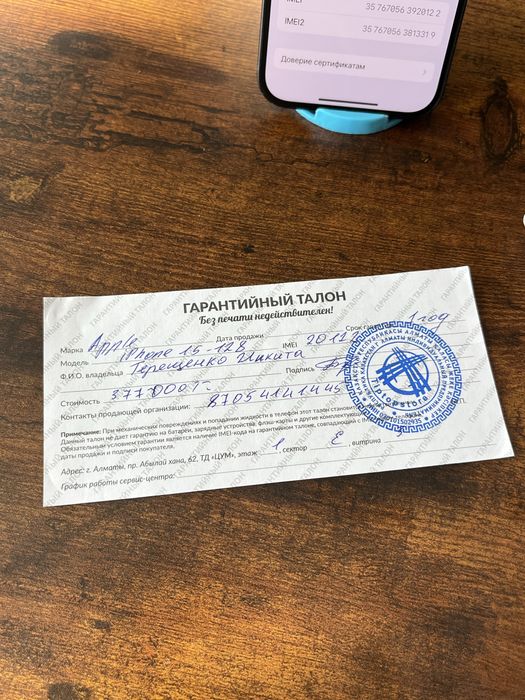 35 767056 392012 2
IMEI2 35 767056 381331 9
Доверие сертификатам
ГАРАНТИЙНЫЙ ТАЛОН
Без печати недействителен!
Марка Apple Дата продажи Срок 1 год
Модель iPhone 15 - 128 IMEI 2012
Ф.И.О. владельца Терещенко Никита Подпись
Стоимость 377.000т-
Контакты продающей организации: 87054141445
Примечание: При механических повреждениях и попадании жидкости в телефон этот талон
Данный талон не дает гарантию на батареи, зарядные устройства, флэш-карты и другие
Обязательным условием гарантии является наличие IMEI-кода на гарантийном талоне, совпадающий с
даты продажи и подписи покупателя.
Адрес: г. Алматы, пр. Абылай хана, 62, ТД «ЦУМ», этаж 1, сектор Е, витрина 3
График работы сервис-центра: